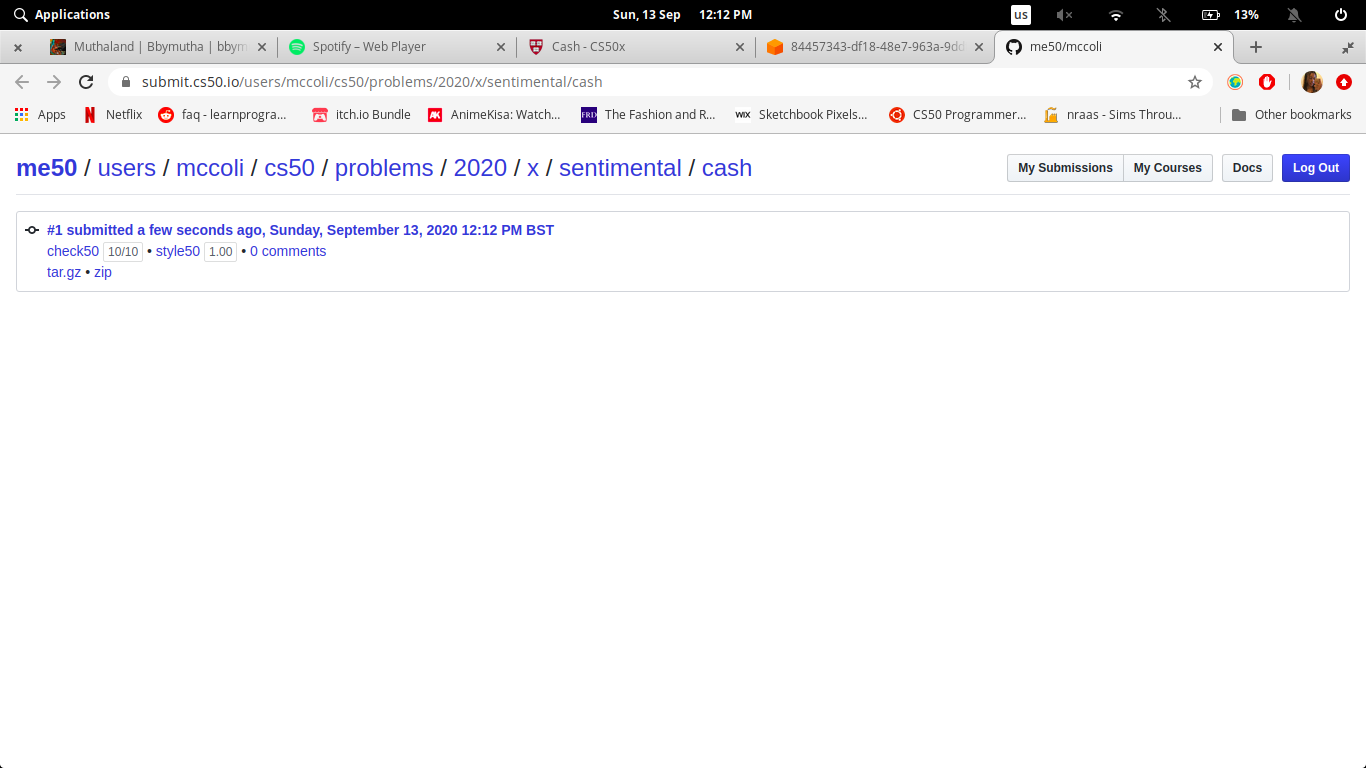 Applications
Sun, 13 Sep 12:12 PM
us
13%
Muthaland | Bbymutha | bbym
Spotify – Web Player
Cash - CS50x
84457343-df18-48e7-963a-9dd
me50/mccoli
submit.cs50.io/users/mccoli/cs50/problems/2020/x/sentimental/cash
Apps
Netflix
faq - learnprogra...
itch.io Bundle
AK AnimeKisa: Watch...
FRI The Fashion and R...
WIX Sketchbook Pixels...
CS50 Programmer...
nraas - Sims Throu...
Other bookmarks
me50 / users / mccoli / cs50 / problems / 2020 / x / sentimental / cash
My Submissions
My Courses
Docs
Log Out
#1 submitted a few seconds ago, Sunday, September 13, 2020 12:12 PM BST
check50 10/10 • style50 1.00 • 0 comments
tar.gz • zip